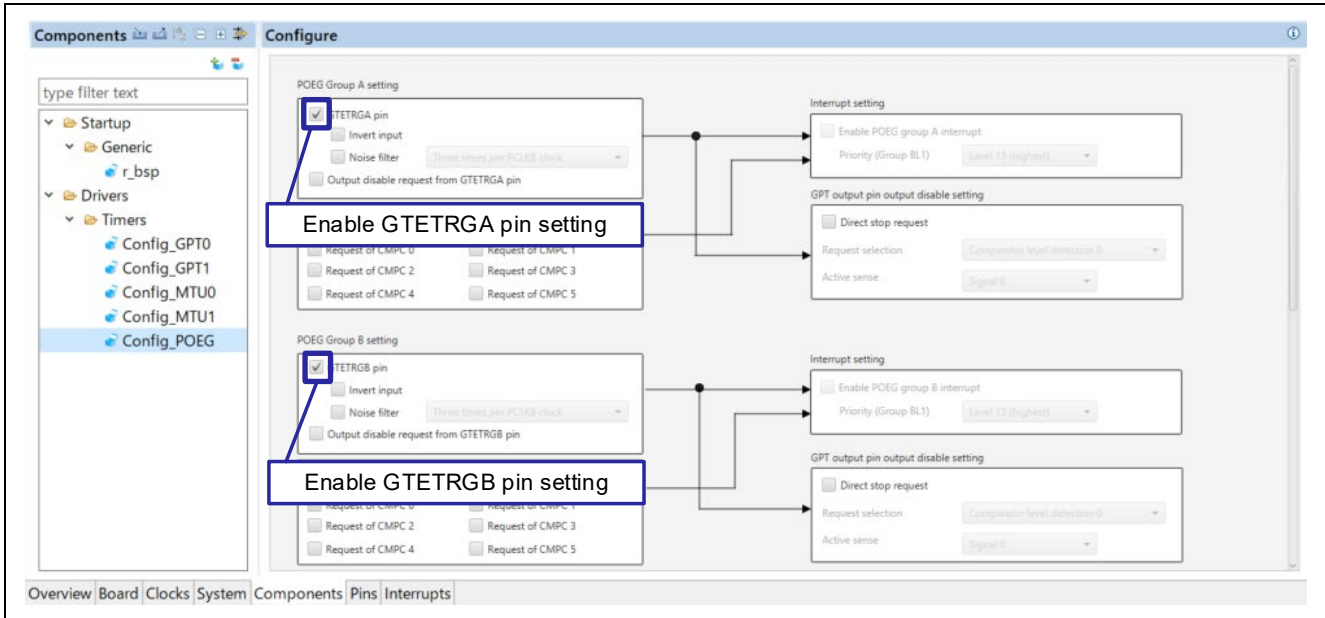 Components
Configure
type filter text
Startup
Generic
r_bsp
Drivers
Timers
Config_GPT0
Config_GPT1
Config_MTU0
Config_MTU1
Config_POEG
POEG Group A setting
GTETRGA pin
Invert input
Noise filter Three times per PCLKB clock
Output disable request from GTETRGA pin
Enable GTETRGA pin setting
Request of CMPC 0 Request of CMPC 1
Request of CMPC 2 Request of CMPC 3
Request of CMPC 4 Request of CMPC 5
Interrupt setting
Enable POEG group A interrupt
Priority (Group BL1) Level 15 (highest)
GPT output pin output disable setting
Direct stop request
Request selection Comparator level detection 0
Active sense Signal 0
POEG Group B setting
GTETRGB pin
Invert input
Noise filter Three times per PCLKB clock
Output disable request from GTETRGB pin
Enable GTETRGB pin setting
Request of CMPC 0 Request of CMPC 1
Request of CMPC 2 Request of CMPC 3
Request of CMPC 4 Request of CMPC 5
Interrupt setting
Enable POEG group B interrupt
Priority (Group BL1) Level 15 (highest)
GPT output pin output disable setting
Direct stop request
Request selection Comparator level detection 0
Active sense Signal 0
Overview Board Clocks System Components Pins Interrupts